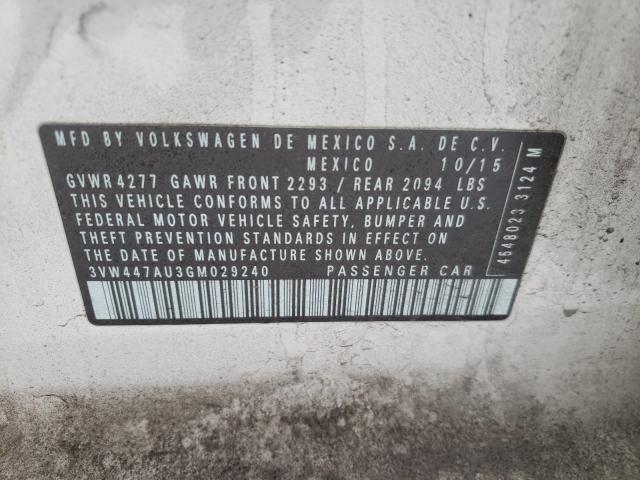 MFD BY VOLKSWAGEN DE MEXICO S.A. DE C.V.
MEXICO 10/15
GVWR 4277 GAWR FRONT 2293 / REAR 2094 LBS
THIS VEHICLE CONFORMS TO ALL APPLICABLE U.S.
FEDERAL MOTOR VEHICLE SAFETY, BUMPER AND
THEFT PREVENTION STANDARDS IN EFFECT ON
THE DATE OF MANUFACTURE SHOWN ABOVE.
3VW447AU3GM029240 PASSENGER CAR
4648023 3124 M